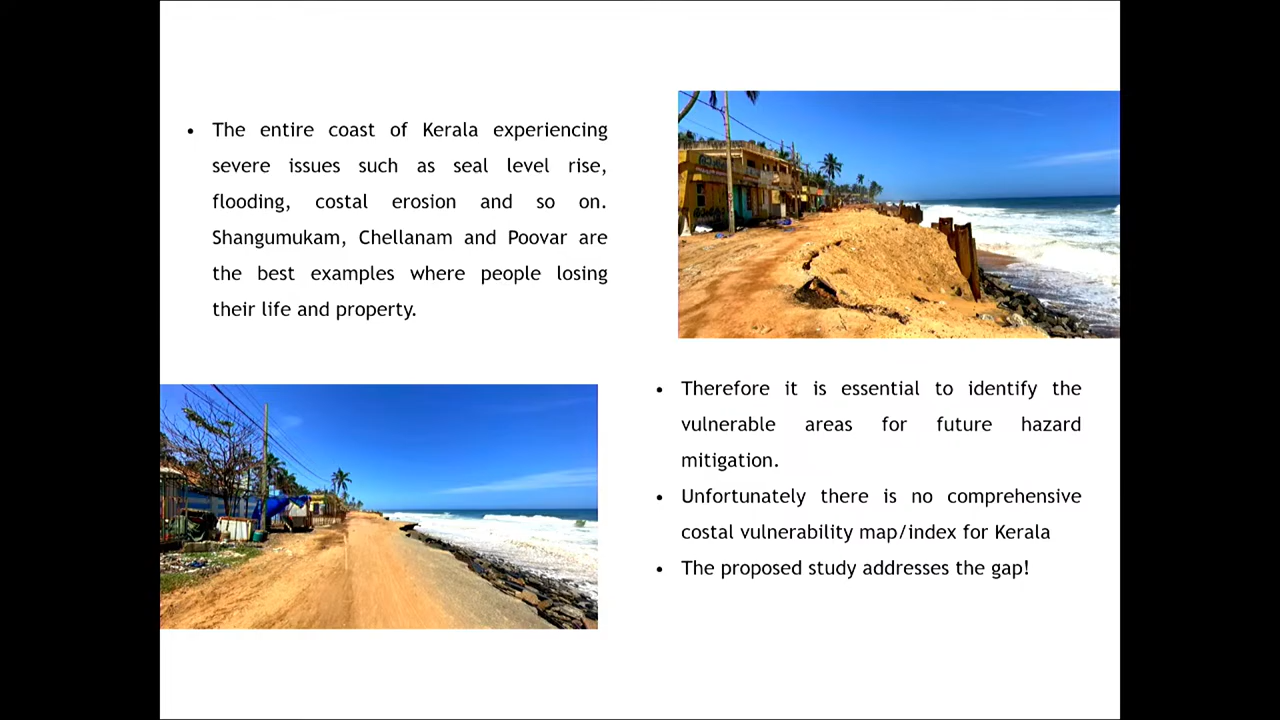 • The entire coast of Kerala experiencing
severe issues such as seal level rise,
flooding, costal erosion and so on.
Shangumukam, Chellanam and Poovar are
the best examples where people losing
their life and property.
• Therefore it is essential to identify the
vulnerable areas for future hazard
mitigation.
• Unfortunately there is no comprehensive
costal vulnerability map/index for Kerala
• The proposed study addresses the gap!